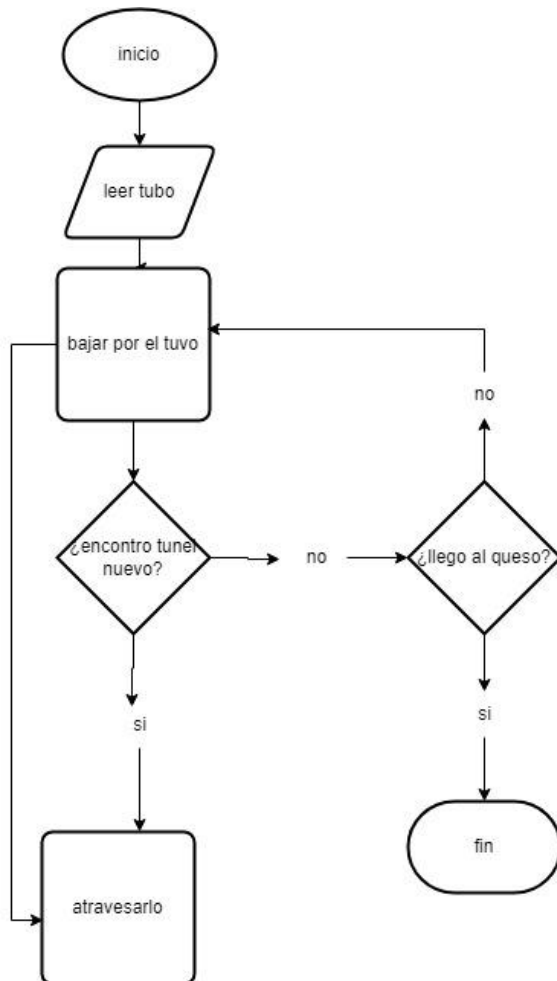 inicio
leer tubo
bajar por el tuvo
¿encontro tunel
nuevo?
no
¿llego al queso?
no
si
si
fin
atravesarlo